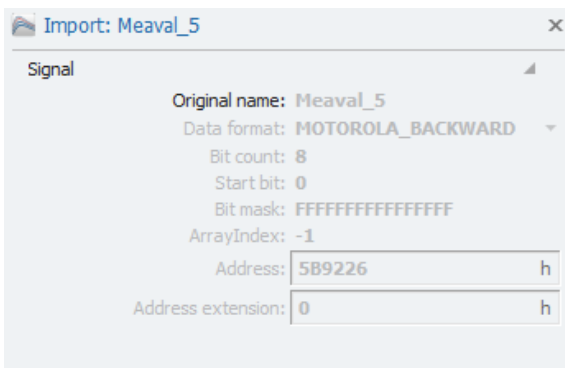 Import: Meaval_5
Signal
Original name: Meaval_5
Data format: MOTOROLA_BACKWARD
Bit count: 8
Start bit: 0
Bit mask: FFFFFFFFFFFFFFFF
ArrayIndex: -1
Address: 5B9226 h
Address extension: 0 h